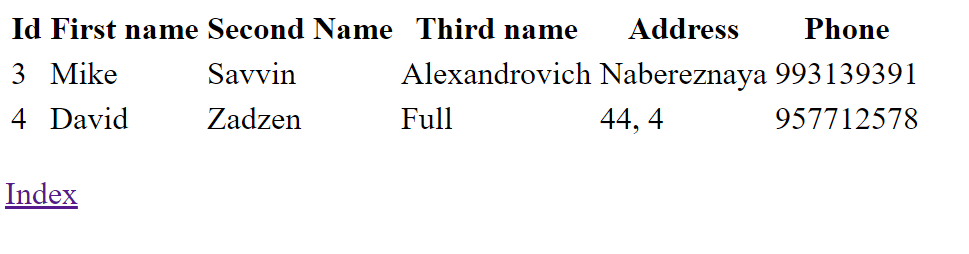 Id First name Second Name Third name Address Phone
3 Mike Savvin Alexandrovich Nabereznaya 993139391
4 David Zadzen Full 44, 4 957712578
Index